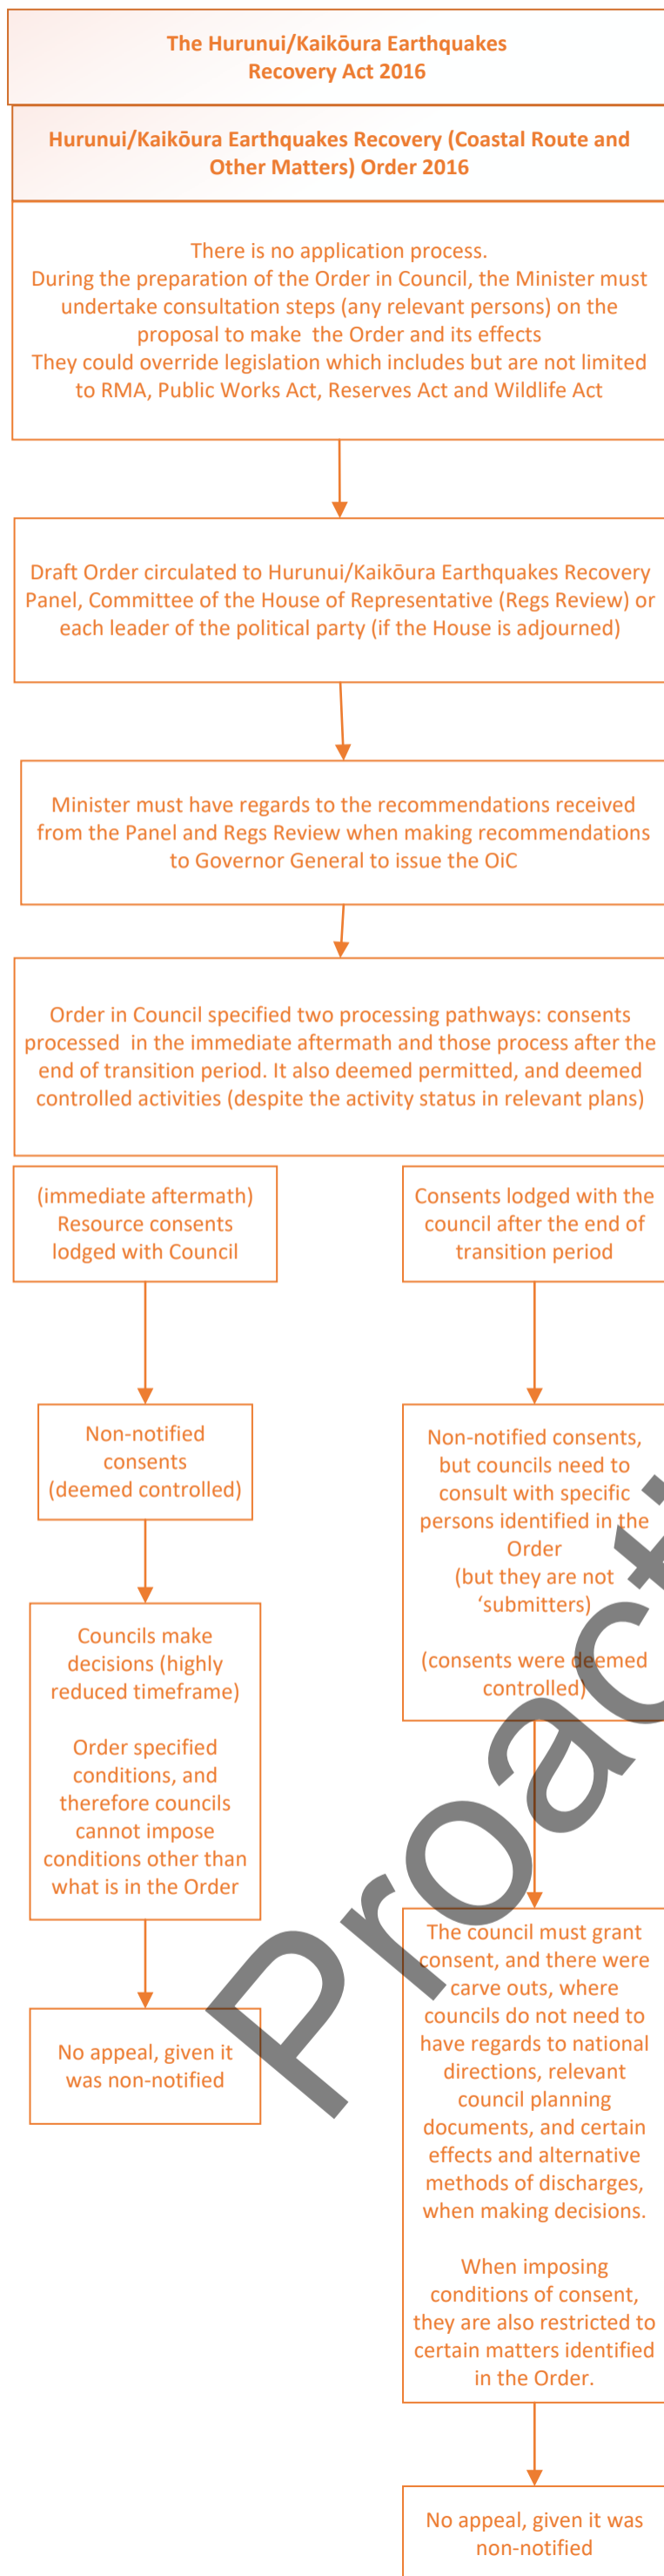 The Hurunui/Kaikōura Earthquakes
Recovery Act 2016
Hurunui/Kaikōura Earthquakes Recovery (Coastal Route and
Other Matters) Order 2016
There is no application process.
During the preparation of the Order in Council, the Minister must
undertake consultation steps (any relevant persons) on the
proposal to make the Order and its effects
They could override legislation which includes but are not limited
to RMA, Public Works Act, Reserves Act and Wildlife Act
Draft Order circulated to Hurunui/Kaikōura Earthquakes Recovery
Panel, Committee of the House of Representative (Regs Review) or
each leader of the political party (if the House is adjourned)
Minister must have regards to the recommendations received
from the Panel and Regs Review when making recommendations
to Governor General to issue the OiC
Order in Council specified two processing pathways: consents
processed in the immediate aftermath and those process after the
end of transition period. It also deemed permitted, and deemed
controlled activities (despite the activity status in relevant plans)
(immediate aftermath)
Resource consents
lodged with Council
Non-notified
consents
(deemed controlled)
Councils make
decisions (highly
reduced timeframe)
Order specified
conditions, and
therefore councils
cannot impose
conditions other than
what is in the Order
No appeal, given it
was non-notified
Consents lodged with the
council after the end of
transition period
Non-notified consents,
but councils need to
consult with specific
persons identified in the
Order
(but they are not
‘submitters)
(consents were deemed
controlled)
The council must grant
consent, and there were
carve outs, where
councils do not need to
have regards to national
directions, relevant
council planning
documents, and certain
effects and alternative
methods of discharges,
when making decisions.
When imposing
conditions of consent,
they are also restricted to
certain matters identified
in the Order.
No appeal, given it was
non-notified
Proacti